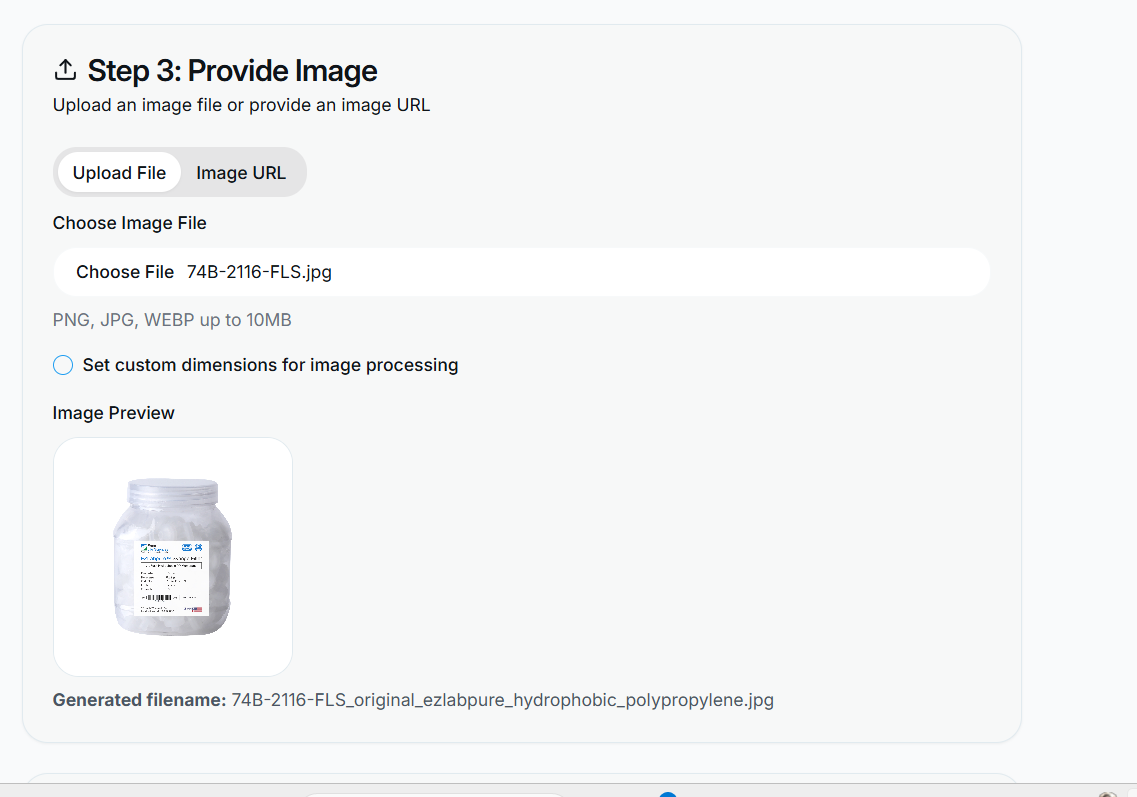 Step 3: Provide Image
Upload an image file or provide an image URL
Upload File Image URL
Choose Image File
Choose File 74B-2116-FLS.jpg
PNG, JPG, WEBP up to 10MB
Set custom dimensions for image processing
Image Preview
Generated filename: 74B-2116-FLS_original_ezlabpure_hydrophobic_polypropylene.jpg